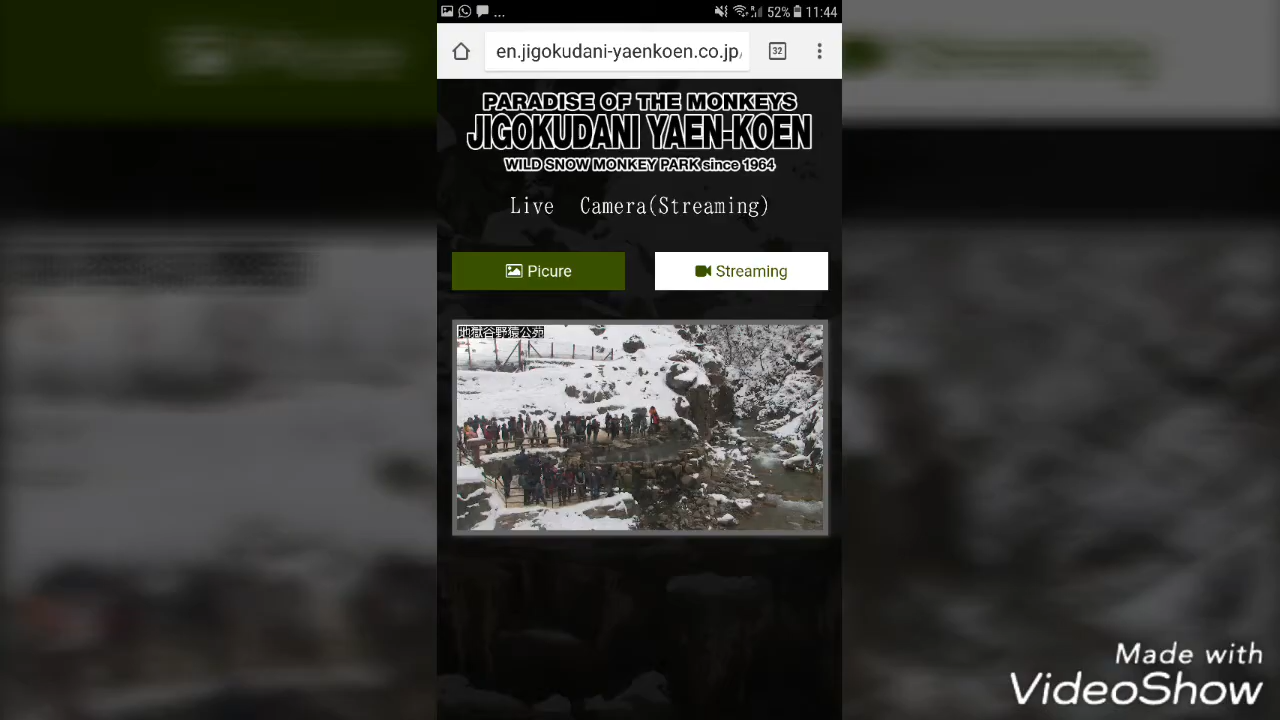 ...
52% 11:44
en.jigokudani-yaenkoen.co.jp
32
PARADISE OF THE MONKEYS
JIGOKUDANI YAEN-KOEN
WILD SNOW MONKEY PARK since 1964
Live Camera(Streaming)
Picure
Streaming
地獄谷野猿公苑
Made with
VideoShow